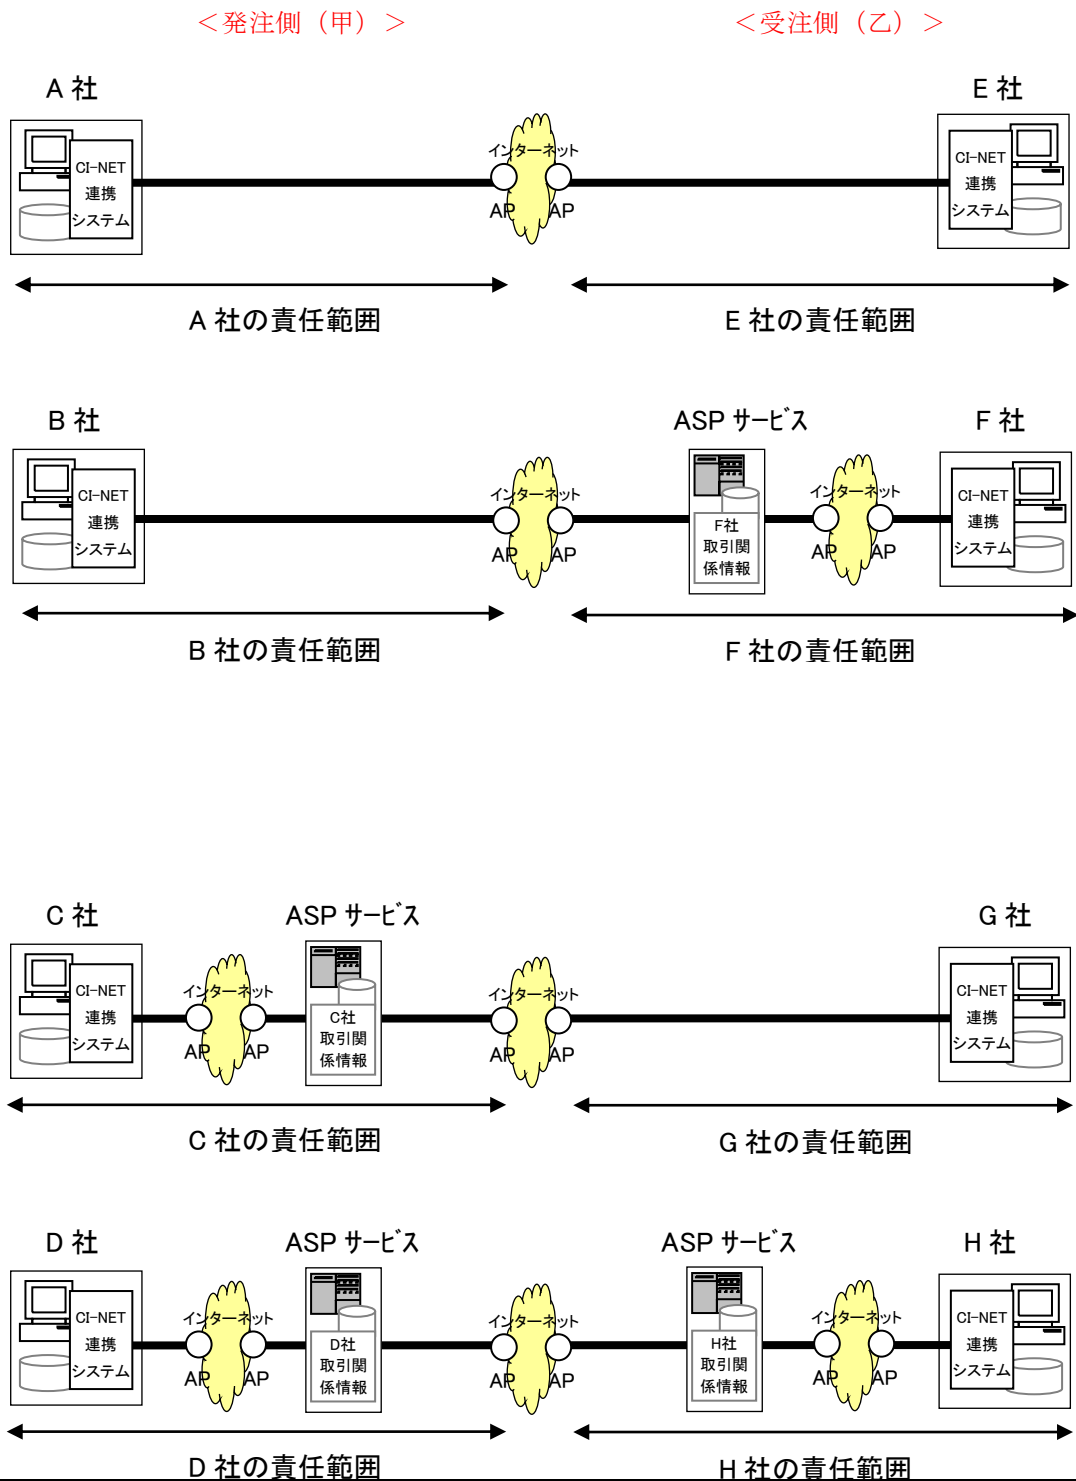 ＜発注側（甲）＞
＜受注側（乙）＞
A 社
E 社
CI-NET
連携
システム
インターネット
AP
AP
CI-NET
連携
システム
A 社の責任範囲
E 社の責任範囲
B 社
ASP サービス
F 社
CI-NET
連携
システム
インターネット
AP
AP
F社
取引関
係情報
インターネット
AP
AP
CI-NET
連携
システム
B 社の責任範囲
F 社の責任範囲
C 社
ASP サービス
G 社
CI-NET
連携
システム
インターネット
AP
AP
C社
取引関
係情報
インターネット
AP
AP
CI-NET
連携
システム
C 社の責任範囲
G 社の責任範囲
D 社
ASP サービス
ASP サービス
H 社
CI-NET
連携
システム
インターネット
AP
AP
D社
取引関
係情報
インターネット
AP
AP
H社
取引関
係情報
インターネット
AP
AP
CI-NET
連携
システム
D 社の責任範囲
H 社の責任範囲